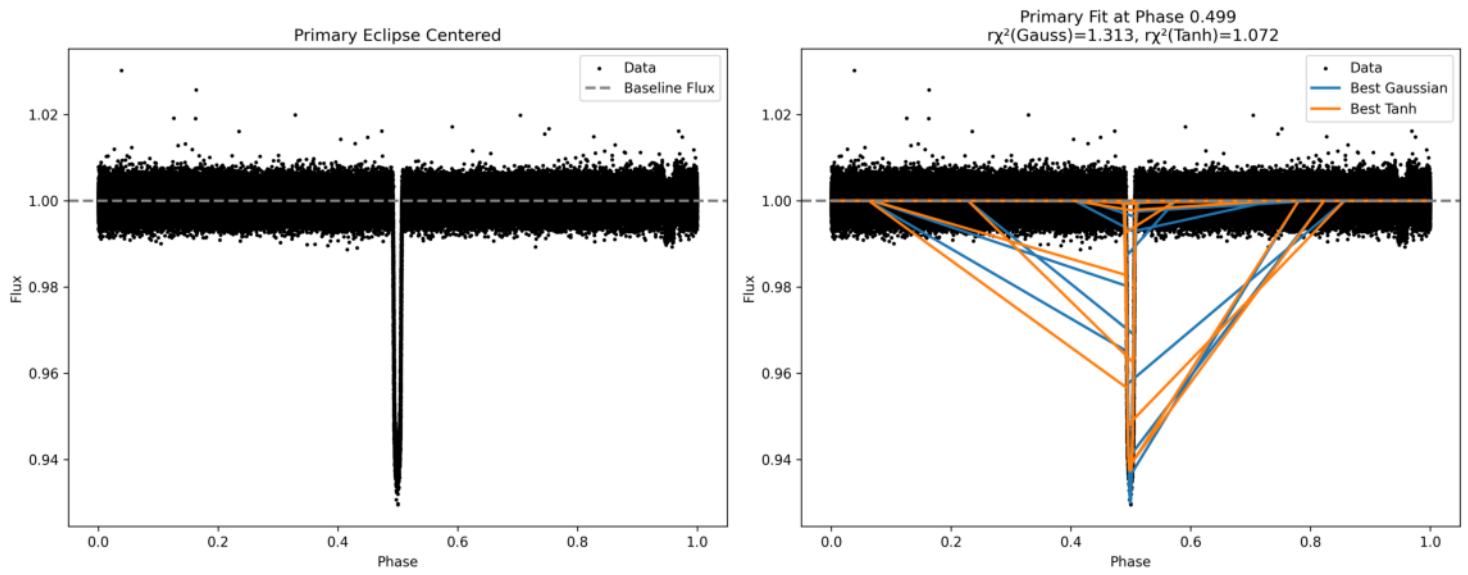 Primary Eclipse Centered
Data
Baseline Flux
1.02
1.00
0.98
0.96
0.94
Flux
0.0
0.2
0.4
0.6
0.8
1.0
Phase
Primary Fit at Phase 0.499
rχ²(Gauss)=1.313, rχ²(Tanh)=1.072
Data
Best Gaussian
Best Tanh
1.02
1.00
0.98
0.96
0.94
Flux
0.0
0.2
0.4
0.6
0.8
1.0
Phase